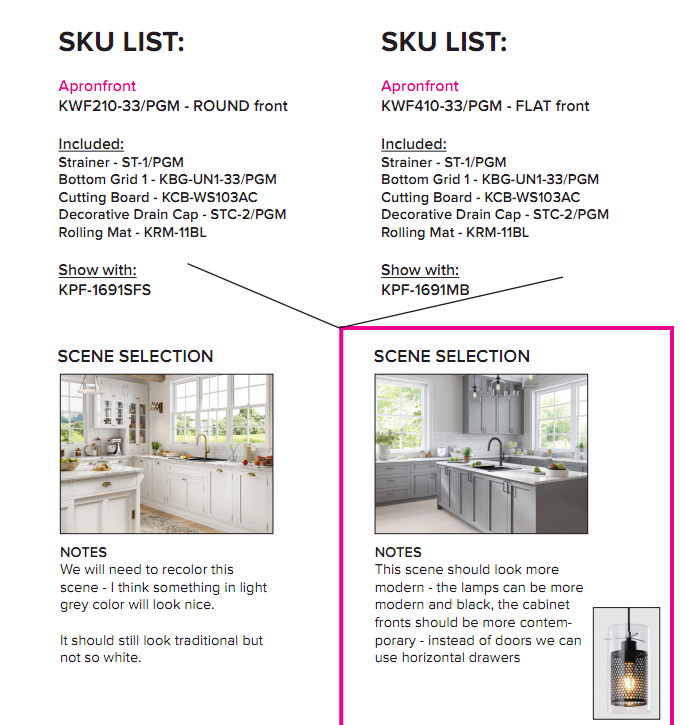 SKU LIST:
Apronfront
KWF210-33/PGM - ROUND front
Included:
Strainer - ST-1/PGM
Bottom Grid 1 - KBG-UN1-33/PGM
Cutting Board - KCB-WS103AC
Decorative Drain Cap - STC-2/PGM
Rolling Mat - KRM-11BL
Show with:
KPF-1691SFS
SKU LIST:
Apronfront
KWF410-33/PGM - FLAT front
Included:
Strainer - ST-1/PGM
Bottom Grid 1 - KBG-UN1-33/PGM
Cutting Board - KCB-WS103AC
Decorative Drain Cap - STC-2/PGM
Rolling Mat - KRM-11BL
Show with:
KPF-1691MB
SCENE SELECTION
NOTES
We will need to recolor this
scene - I think something in light
grey color will look nice.
It should still look traditional but
not so white.
SCENE SELECTION
NOTES
This scene should look more
modern - the lamps can be more
modern and black, the cabinet
fronts should be more contem-
porary - instead of doors we can
use horizontal drawers